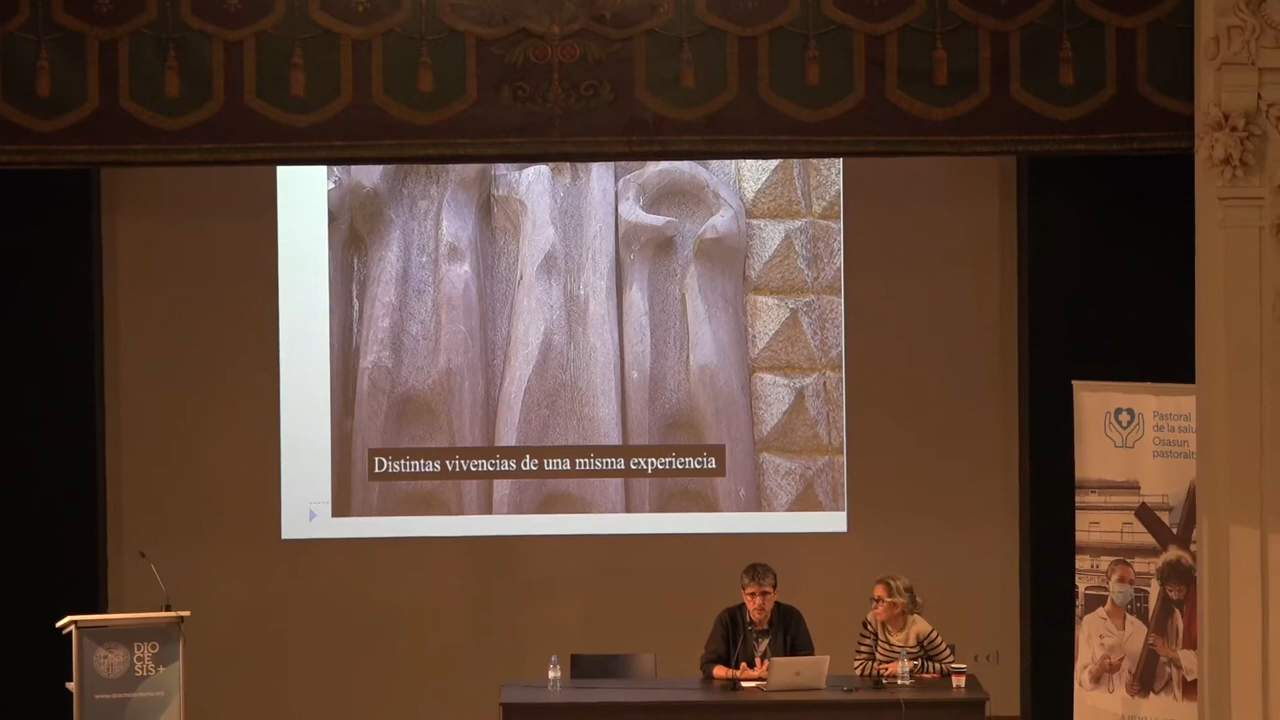 Distintas vivencias de una misma experiencia
Pastoral
de la salu
Osasun
pastoralt
DIO
CE
SIS+